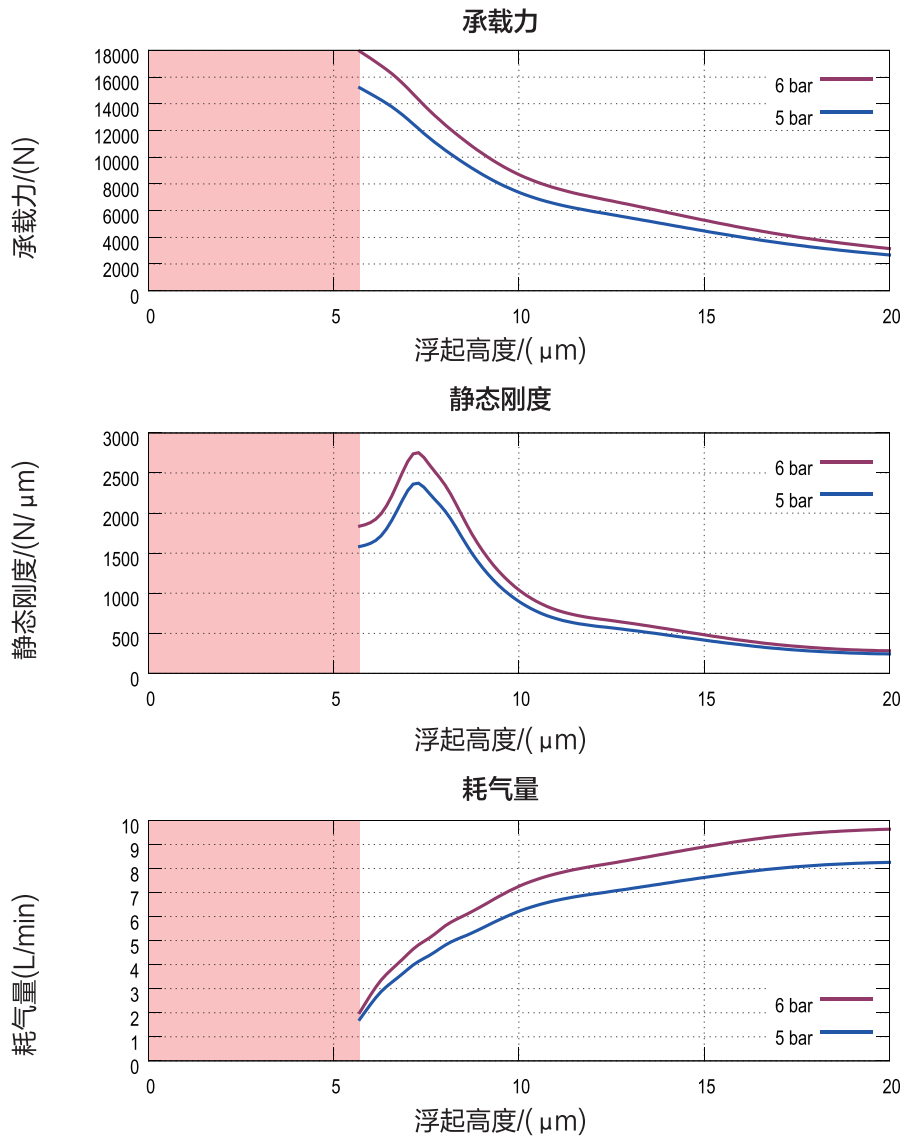 承载力
18000
16000
14000
12000
10000
8000
6000
4000
2000
0
承载力/(N)
6 bar
5 bar
0 5 10 15 20
浮起高度/( μm)
静态刚度
3000
2500
2000
1500
1000
500
0
静态刚度/(N/ μm)
6 bar
5 bar
0 5 10 15 20
浮起高度/( μm)
耗气量
10
9
8
7
6
5
4
3
2
1
0
耗气量(L/min)
6 bar
5 bar
0 5 10 15 20
浮起高度/( μm)